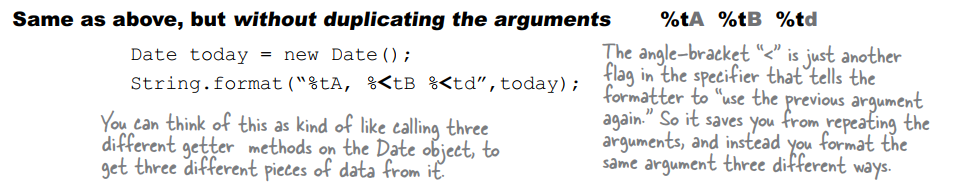 Same as above, but without duplicating the arguments %tA %tB %td
Date today = new Date();
String.format(“%tA, %<tB %<td”,today);
The angle-bracket “<” is just another
flag in the specifier that tells the
formatter to “use the previous argument
again.” So it saves you from repeating the
arguments, and instead you format the
same argument three different ways.
You can think of this as kind of like calling three
different getter methods on the Date object, to
get three different pieces of data from it.